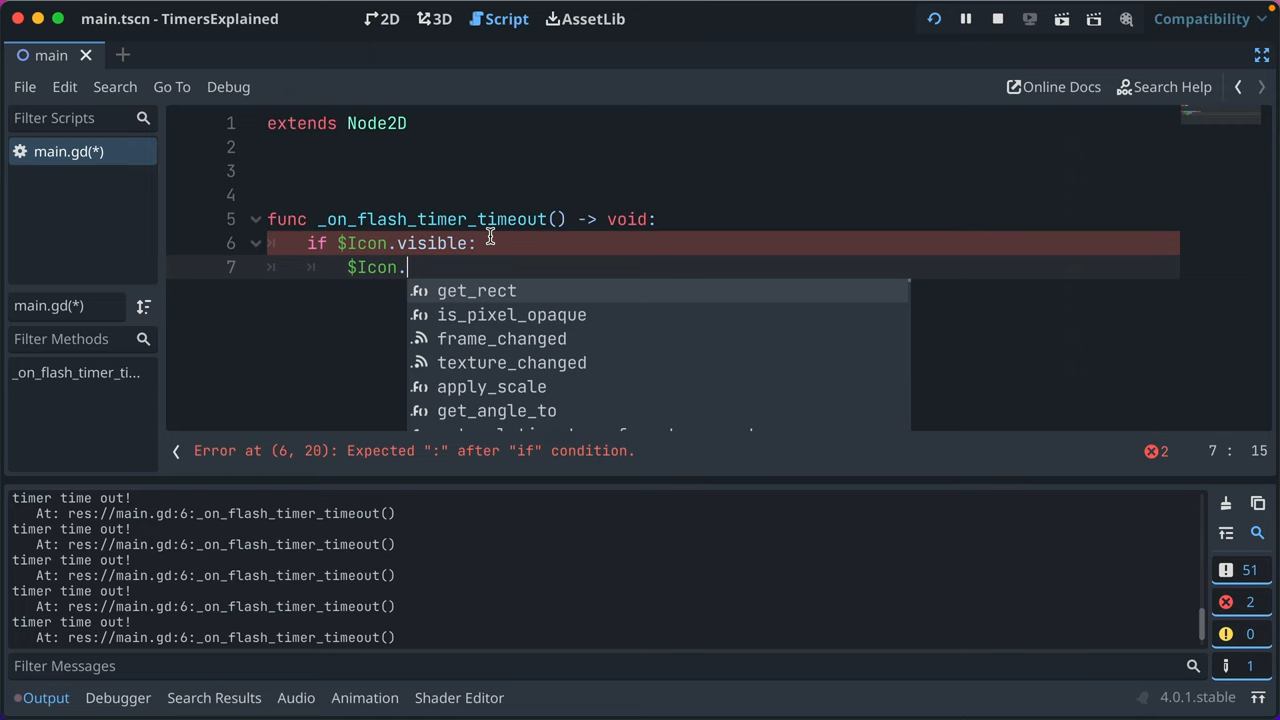 main.tscn - TimersExplained
2D 3D Script AssetLib
Compatibility
main
File Edit Search Go To Debug
Online Docs Search Help
Filter Scripts
main.gd(*)
main.gd(*)
Filter Methods
_on_flash_timer_ti...
1 extends Node2D
2
3
4
5 func _on_flash_timer_timeout() -> void:
6 if $Icon.visible:
7 $Icon.
get_rect
is_pixel_opaque
frame_changed
texture_changed
apply_scale
get_angle_to
Error at (6, 20): Expected ":" after "if" condition.
2 7 : 15
timer time out!
At: res://main.gd:6:_on_flash_timer_timeout()
timer time out!
At: res://main.gd:6:_on_flash_timer_timeout()
timer time out!
At: res://main.gd:6:_on_flash_timer_timeout()
timer time out!
At: res://main.gd:6:_on_flash_timer_timeout()
timer time out!
At: res://main.gd:6:_on_flash_timer_timeout()
51
2
0
1
Filter Messages
Output Debugger Search Results Audio Animation Shader Editor
4.0.1.stable